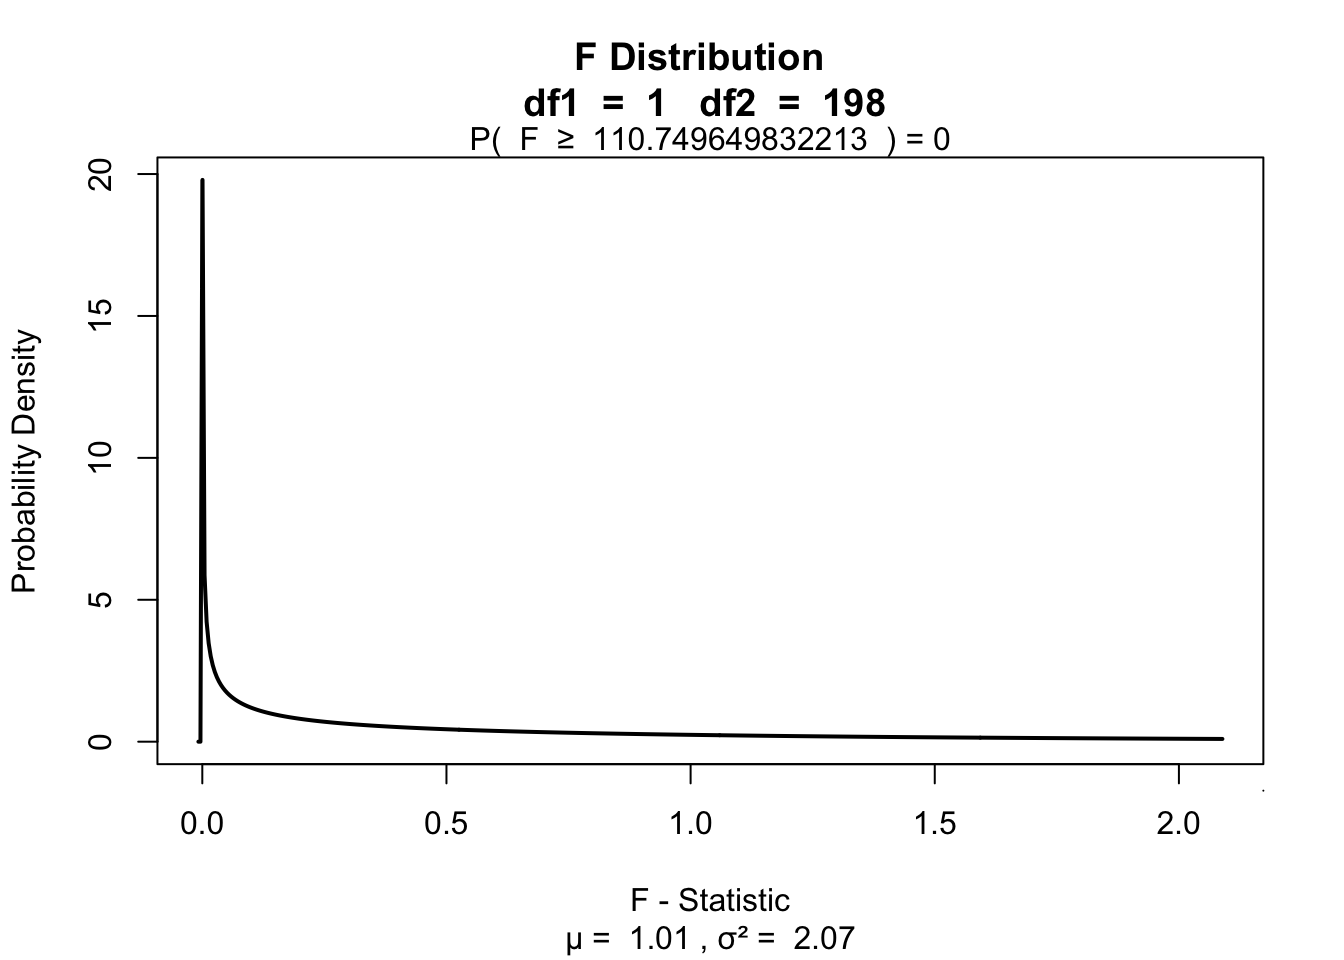 F Distribution
df1 = 1 df2 = 198
P( F ≥ 110.749649832213 ) = 0
Probability Density
20
15
10
5
0
0.0 0.5 1.0 1.5 2.0
F - Statistic
μ = 1.01 , σ² = 2.07